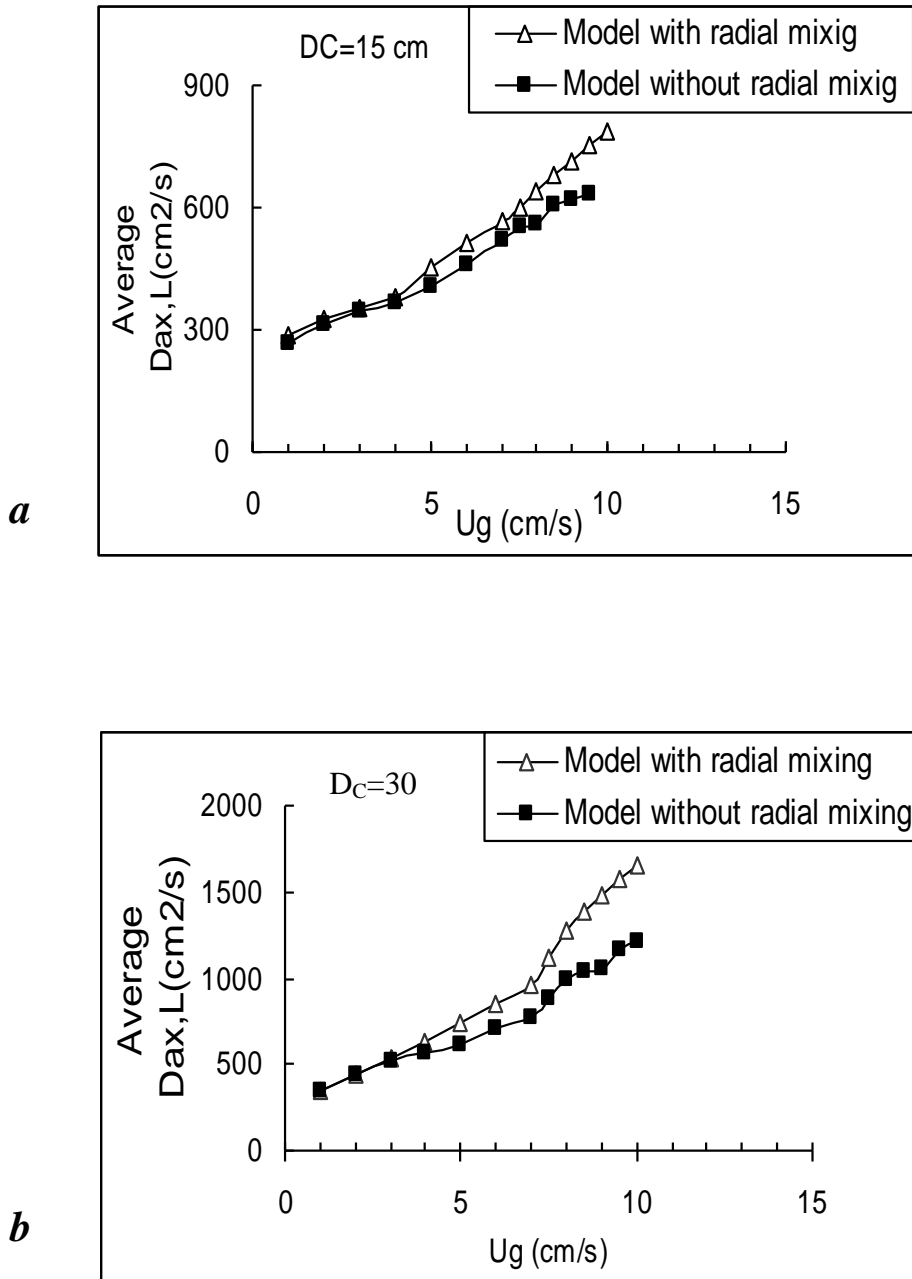 DC=15 cm
Model with radial mixig
Model without radial mixig
Average
Dax,L(cm2/s)
900
600
300
0
0 5 10 15
Ug (cm/s)
a
D_C=30
Model with radial mixing
Model without radial mixing
Average
Dax,L(cm2/s)
2000
1500
1000
500
0
0 5 10 15
Ug (cm/s)
b